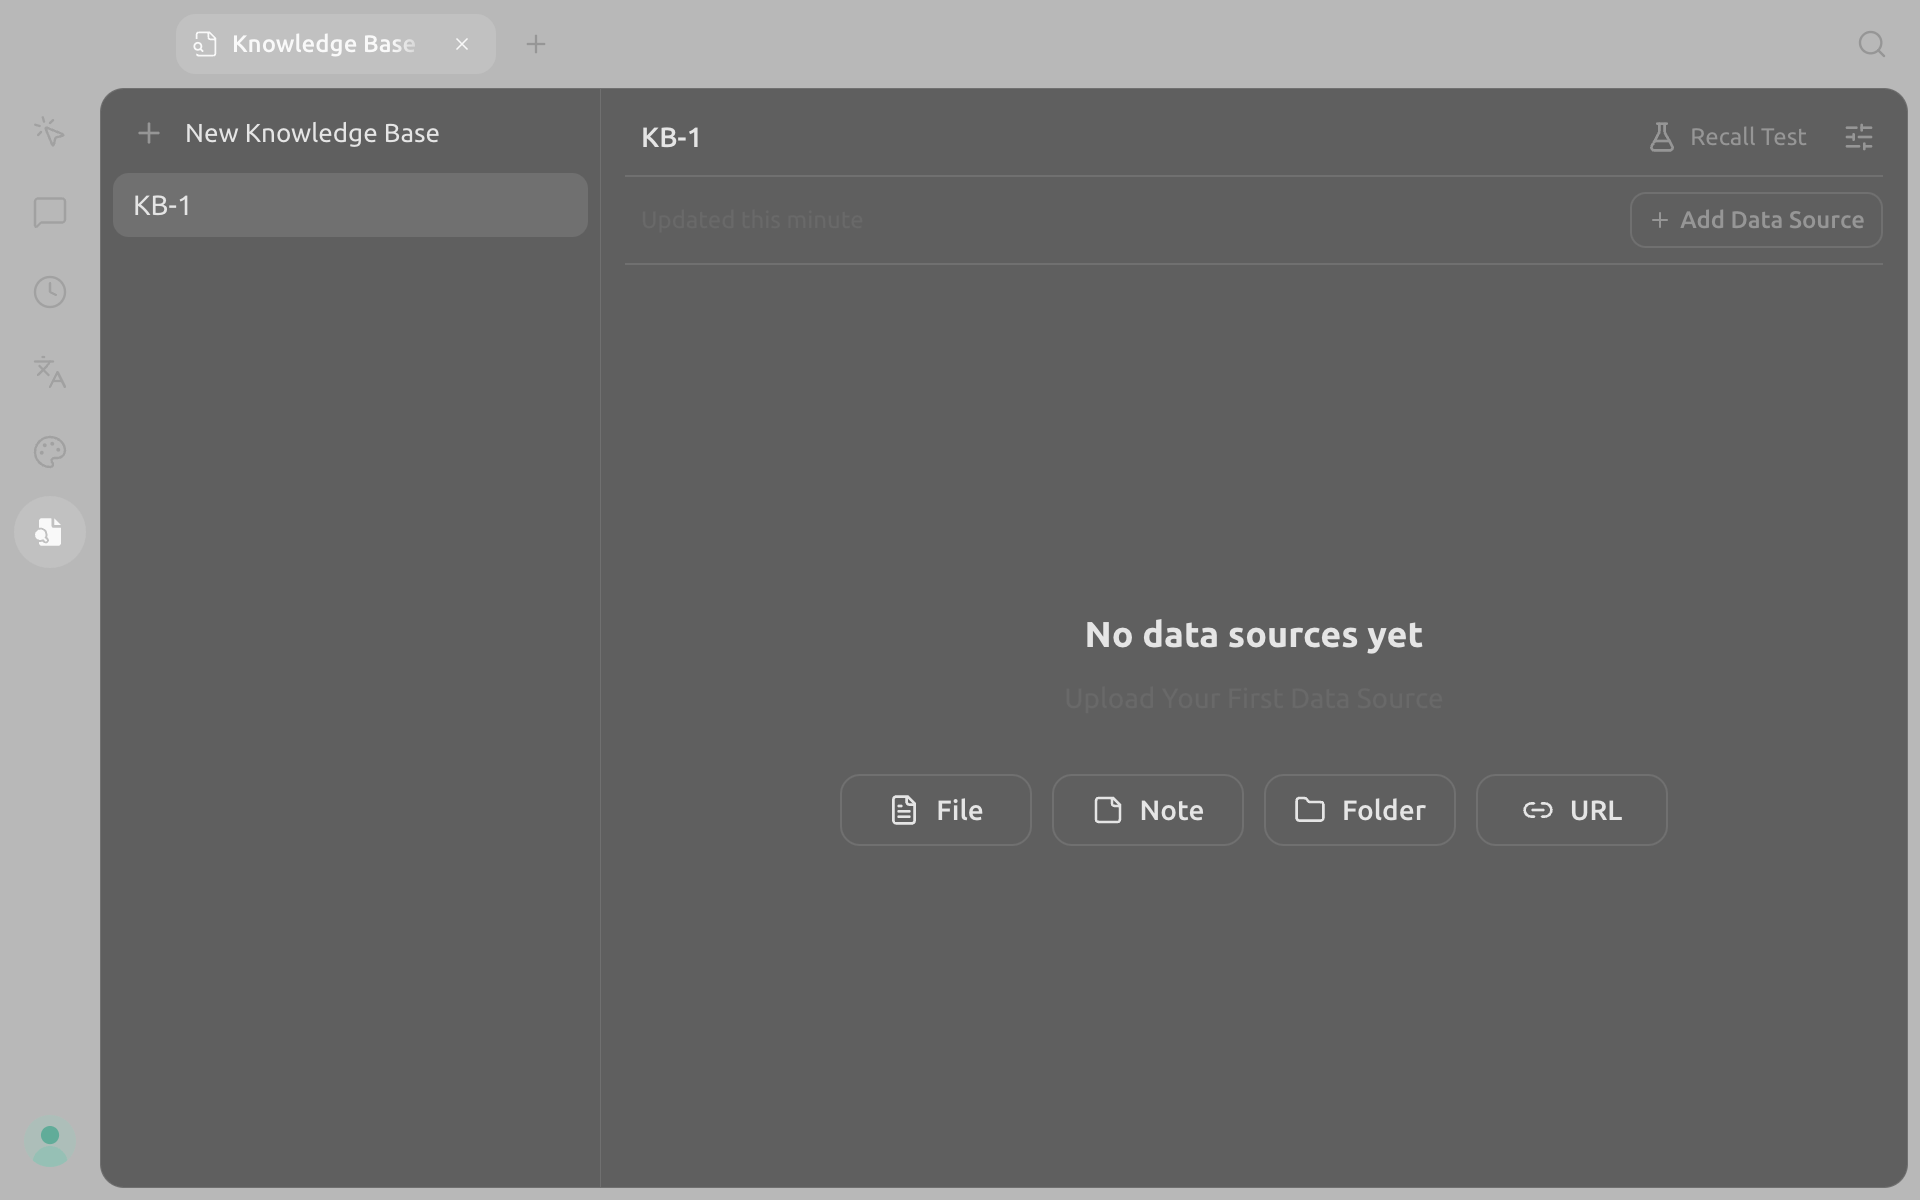 Knowledge Base
New Knowledge Base
KB-1
KB-1
Recall Test
Updated this minute
Add Data Source
No data sources yet
Upload Your First Data Source
File
Note
Folder
URL